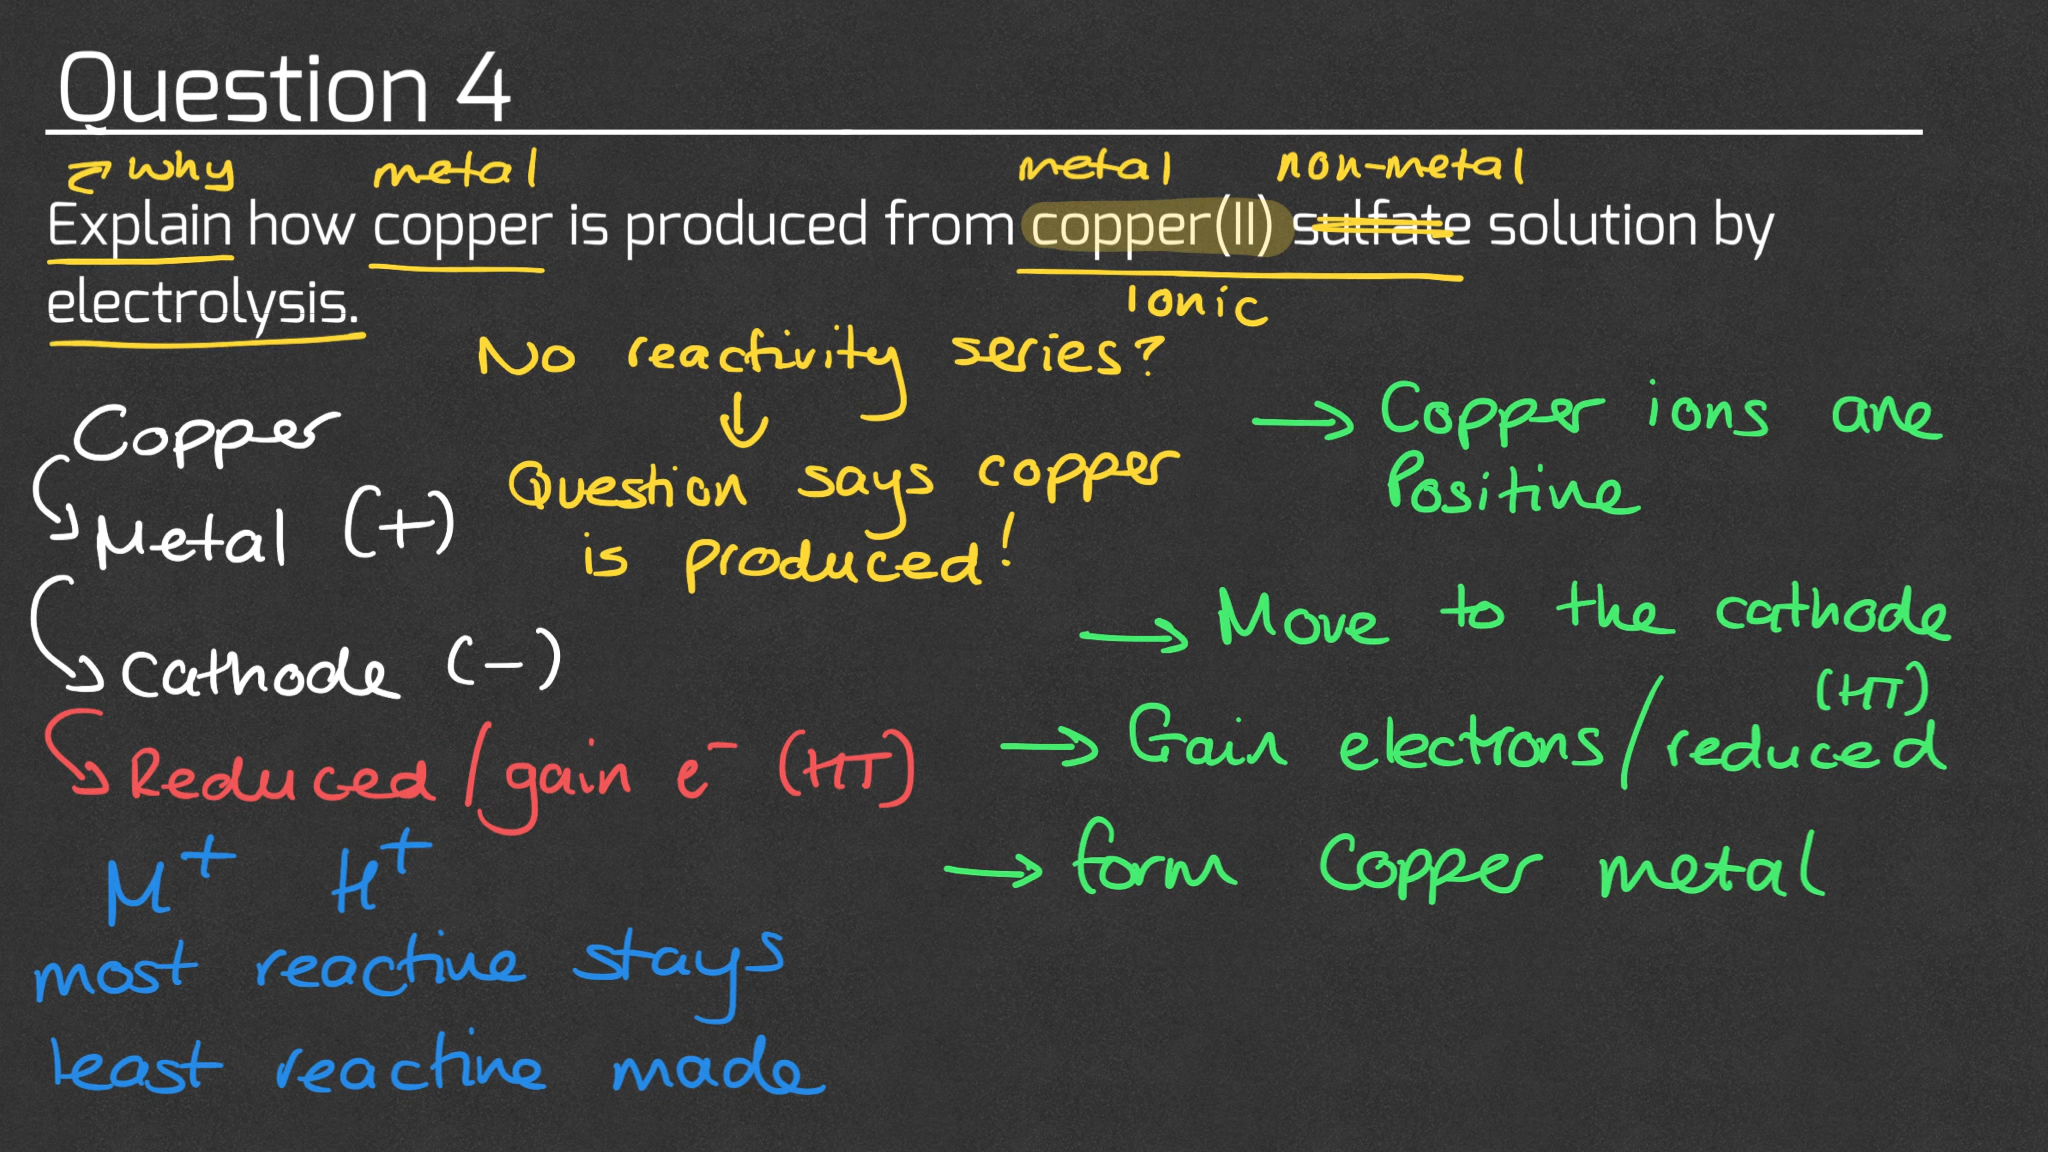 Question 4
why metal metal non-metal
Explain how copper is produced from copper(II) sulfate solution by
electrolysis.
Ionic
No reactivity series?
↓
Question says copper
is produced!
Copper
Metal (+)
Cathode (-)
Reduced / gain e⁻ (HT)
M⁺ H⁺
most reactive stays
least reactive made
→ Copper ions are
Positive
→ Move to the cathode
(HT)
→ Gain electrons / reduced
→ form copper metal